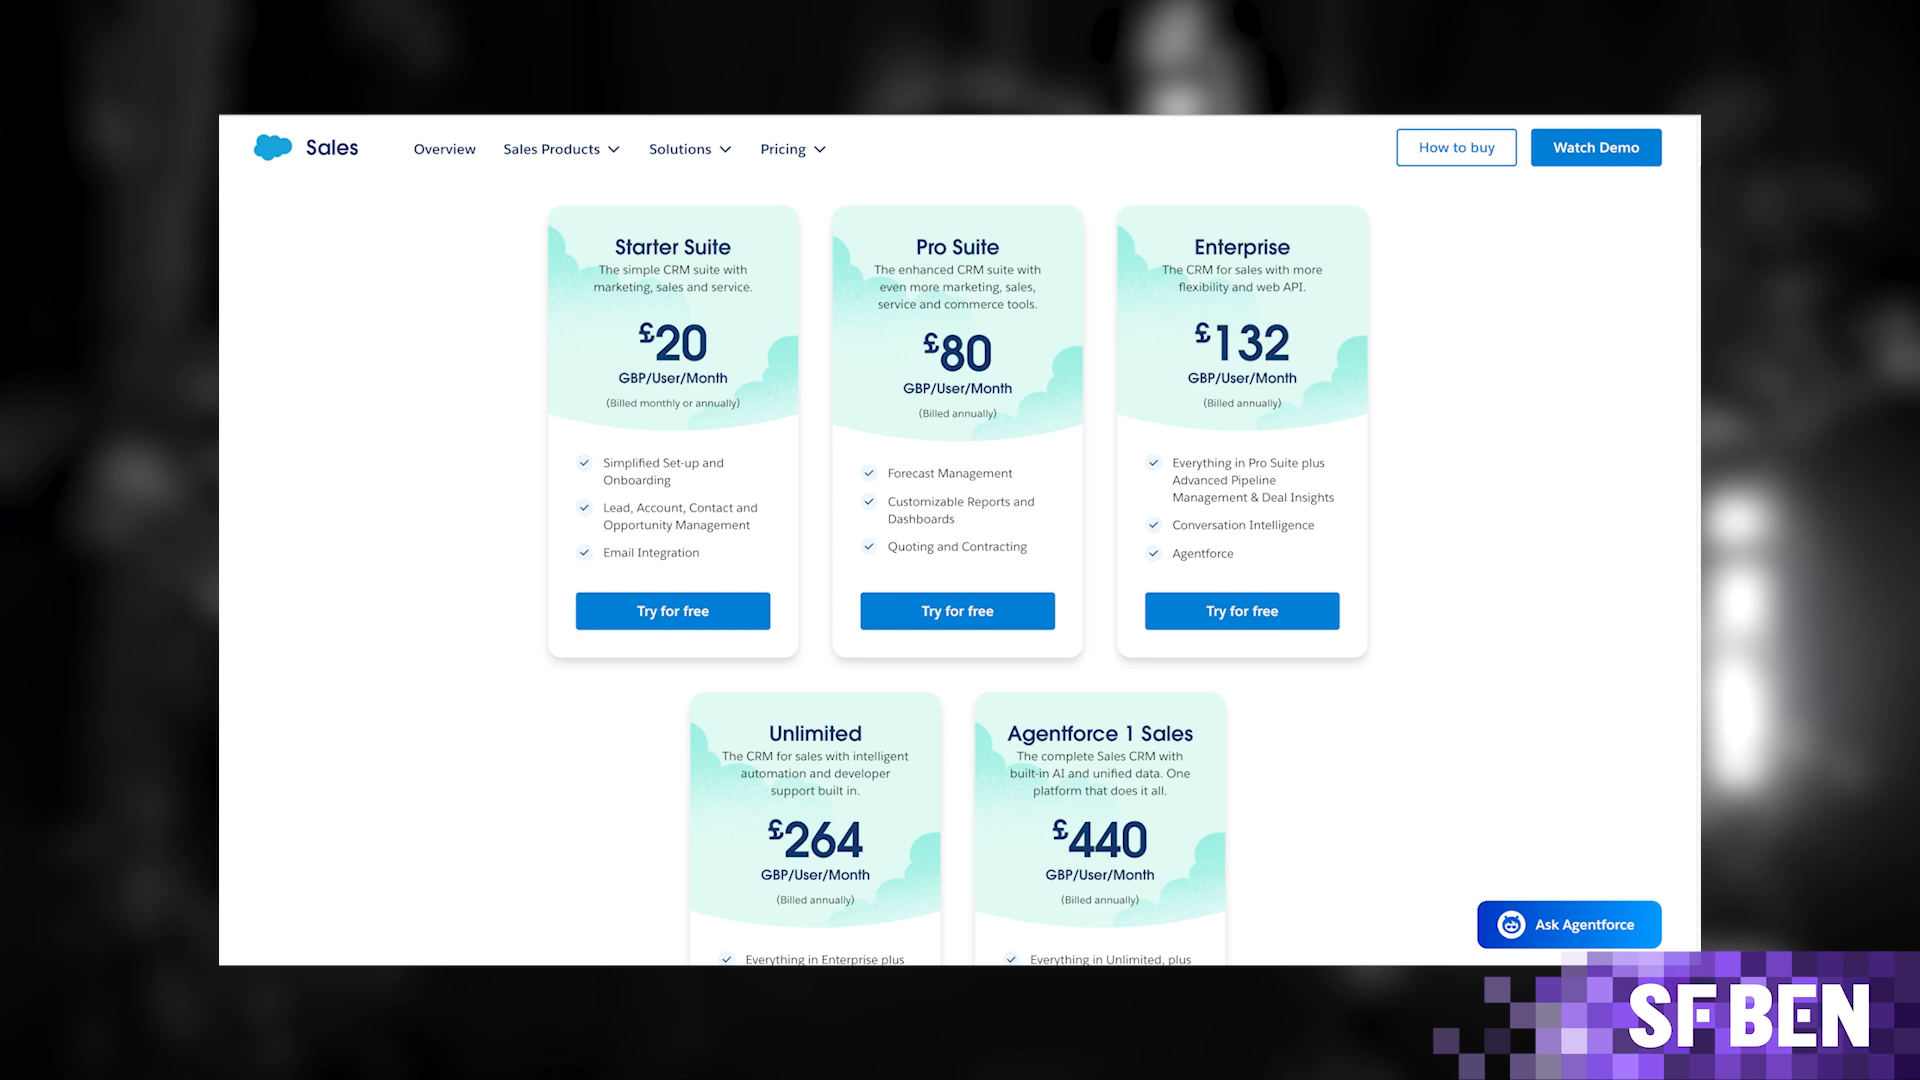 Sales
Overview
Sales Products
Solutions
Pricing
How to buy
Watch Demo
Starter Suite
The simple CRM suite with
marketing, sales and service.
£20
GBP/User/Month
(Billed monthly or annually)
Simplified Set-up and
Onboarding
Lead, Account, Contact and
Opportunity Management
Email Integration
Try for free
Pro Suite
The enhanced CRM suite with
even more marketing, sales,
service and commerce tools.
£80
GBP/User/Month
(Billed annually)
Forecast Management
Customizable Reports and
Dashboards
Quoting and Contracting
Try for free
Enterprise
The CRM for sales with more
flexibility and web API.
£132
GBP/User/Month
(Billed annually)
Everything in Pro Suite plus
Advanced Pipeline
Management & Deal Insights
Conversation Intelligence
Agentforce
Try for free
Unlimited
The CRM for sales with intelligent
automation and developer
support built in.
£264
GBP/User/Month
(Billed annually)
Everything in Enterprise plus
Agentforce 1 Sales
The complete Sales CRM with
built-in AI and unified data. One
platform that does it all.
£440
GBP/User/Month
(Billed annually)
Everything in Unlimited, plus
Ask Agentforce
SF BEN